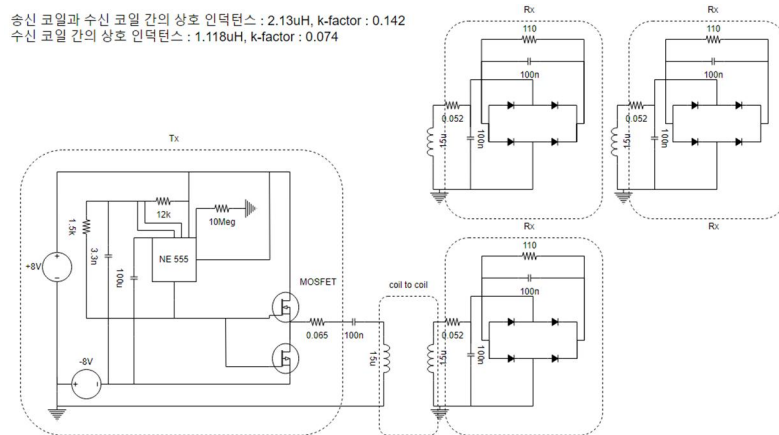 송신 코일과 수신 코일 간의 상호 인덕턴스 : 2.13uH, k-factor : 0.142
수신 코일 간의 상호 인덕턴스 : 1.118uH, k-factor : 0.074
Rx
110
100n
0.052
15u
100n
Rx
110
100n
0.052
15u
100n
Tx
12k
10Meg
1.5k
3.3n
100u
NE 555
+8V
-8V
MOSFET
0.065
100n
15u
coil to coil
Rx
Rx
Rx
110
100n
0.052
15u
100n